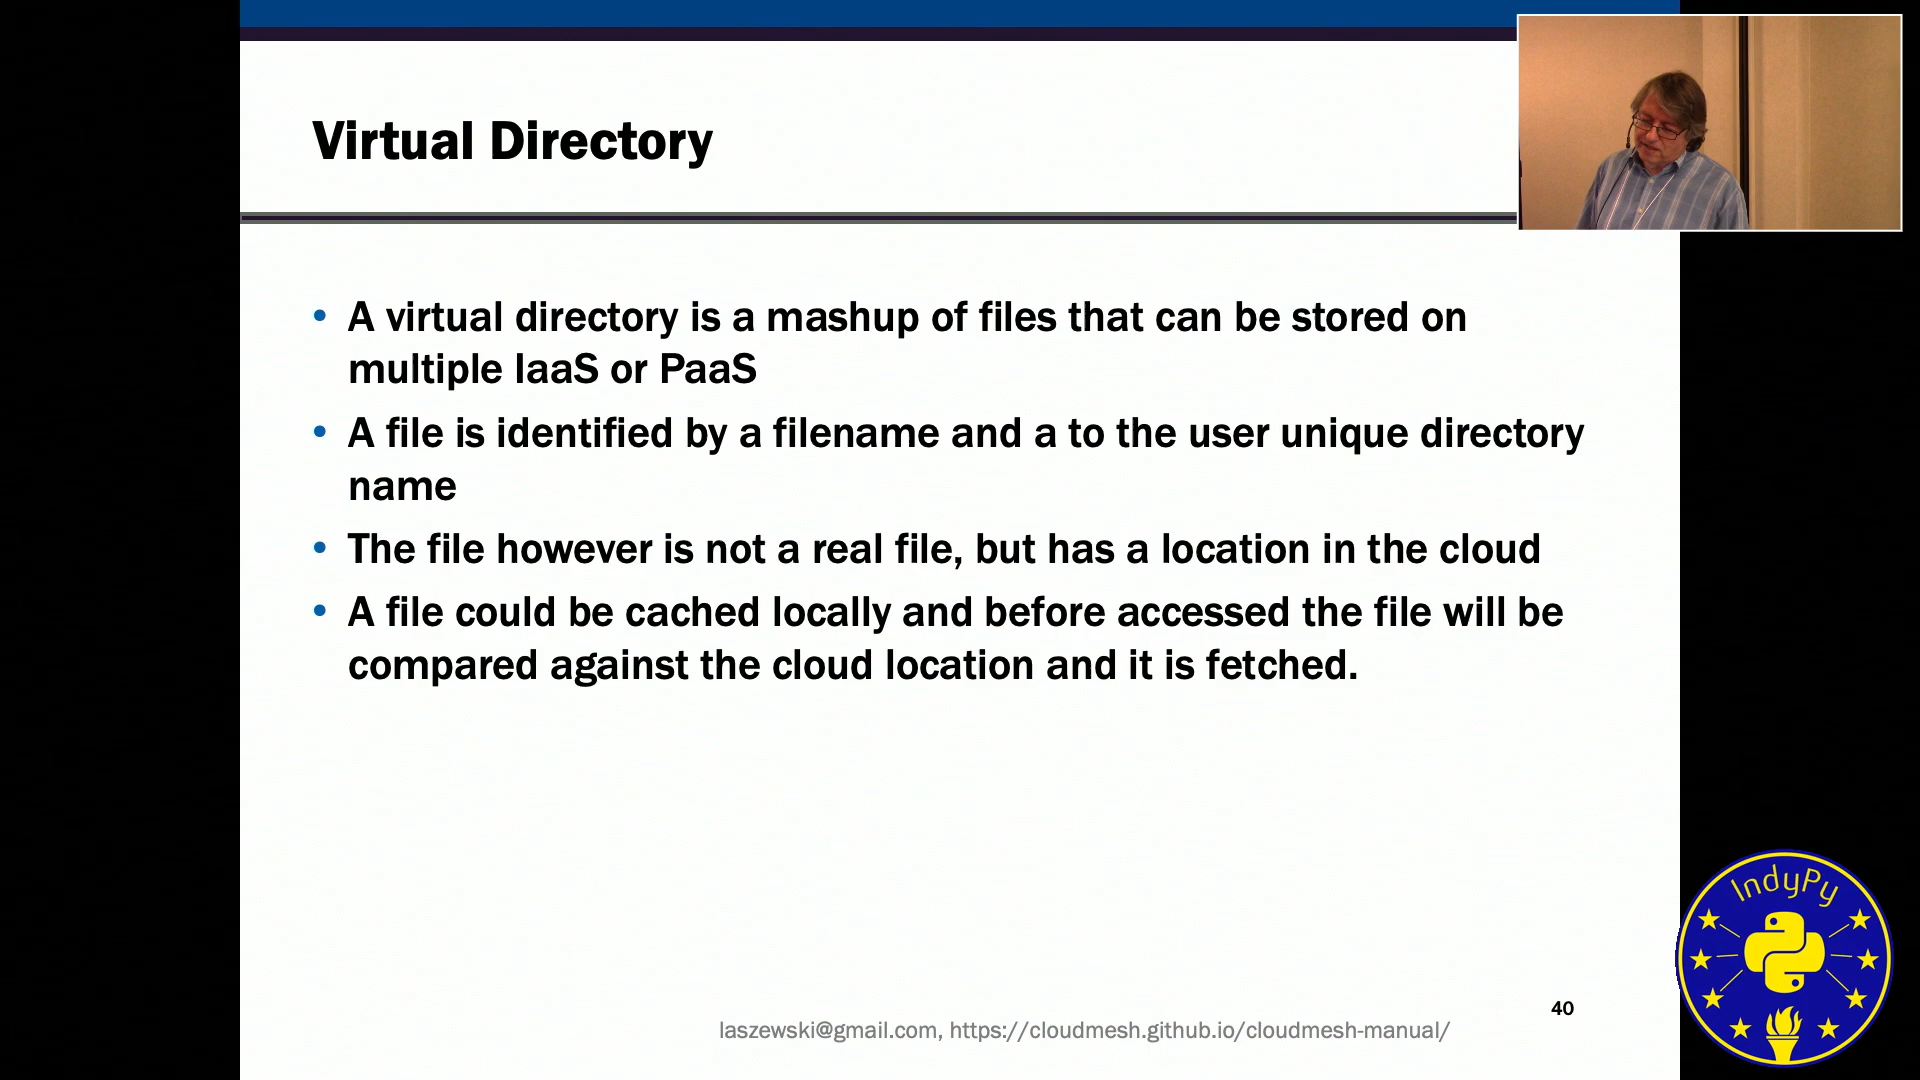 Virtual Directory
• A virtual directory is a mashup of files that can be stored on
multiple IaaS or PaaS
• A file is identified by a filename and a to the user unique directory
name
• The file however is not a real file, but has a location in the cloud
• A file could be cached locally and before accessed the file will be
compared against the cloud location and it is fetched.
IndyPy
40
laszewski@gmail.com, https://cloudmesh.github.io/cloudmesh-manual/